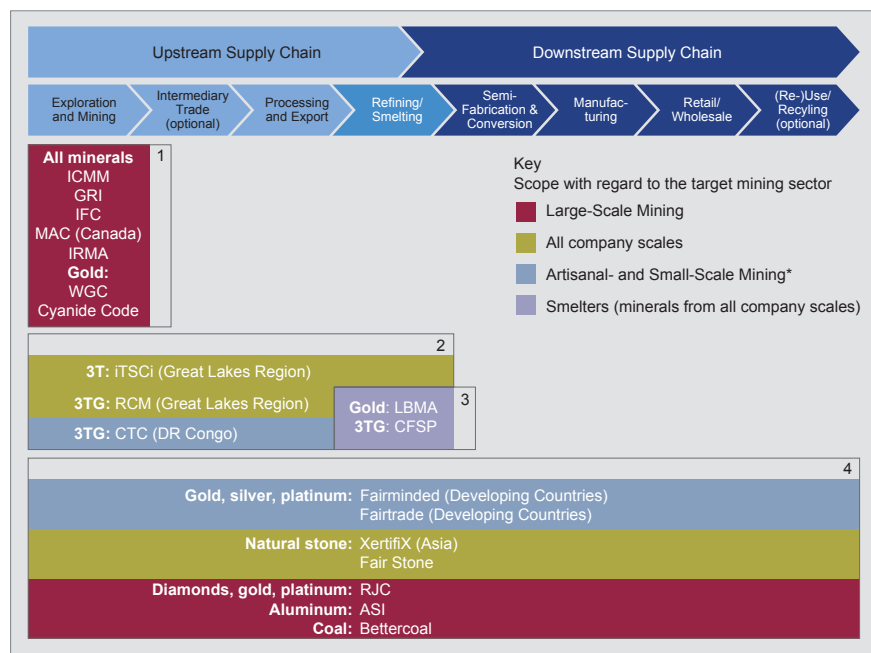 Upstream Supply Chain
Downstream Supply Chain
Exploration
and Mining
Intermediary
Trade
(optional)
Processing
and Export
Refining/
Smelting
Semi-
Fabrication &
Conversion
Manufac-
turing
Retail/
Wholesale
(Re-)Use/
Recyling
(optional)
All minerals
ICMM
GRI
IFC
MAC (Canada)
IRMA
Gold:
WGC
Cyanide Code
1
Key
Scope with regard to the target mining sector
Large-Scale Mining
All company scales
Artisanal- and Small-Scale Mining*
Smelters (minerals from all company scales)
2
3T: iTSCi (Great Lakes Region)
3TG: RCM (Great Lakes Region)
3TG: CTC (DR Congo)
Gold: LBMA
3TG: CFSP
3
4
Gold, silver, platinum: Fairminded (Developing Countries)
Fairtrade (Developing Countries)
Natural stone: XertifiX (Asia)
Fair Stone
Diamonds, gold, platinum: RJC
Aluminum: ASI
Coal: Bettercoal